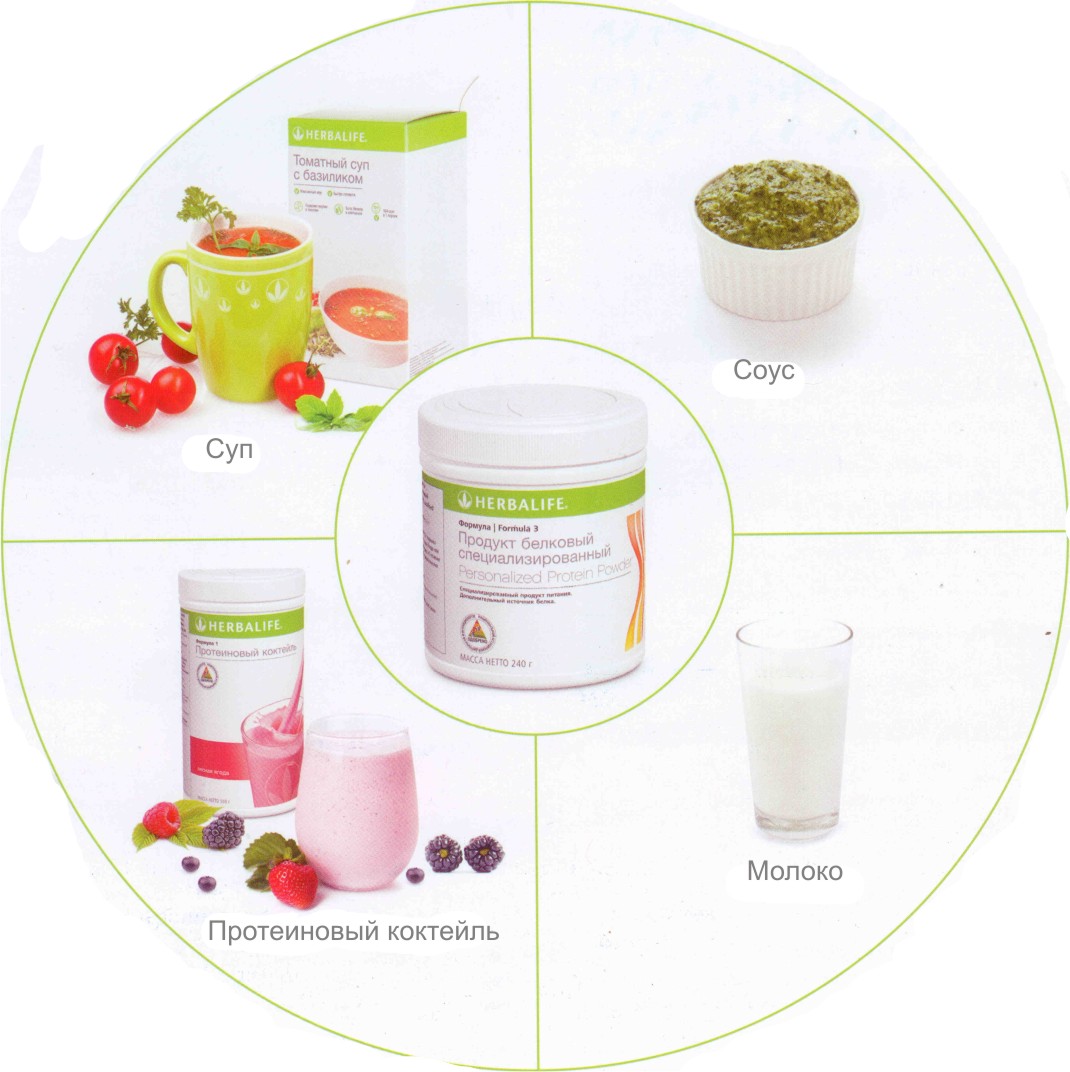 HERBALIFE.
Томатный суп
с базиликом
Суп
Соус
HERBALIFE.
Формула | Formula 3
Продукт белковый
специализированный
Personalized Protein Powder
Специализированный продукт питания.
Дополнительный источник белка.
МАССА НЕТТО 240 г
HERBALIFE.
Формула 1
Протеиновый коктейль
Протеиновый коктейль
Молоко